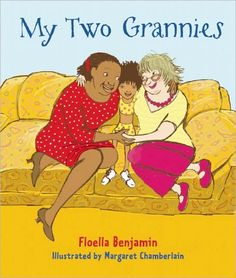 My Two Grannies
Floella Benjamin
Illustrated by Margaret Chamberlain